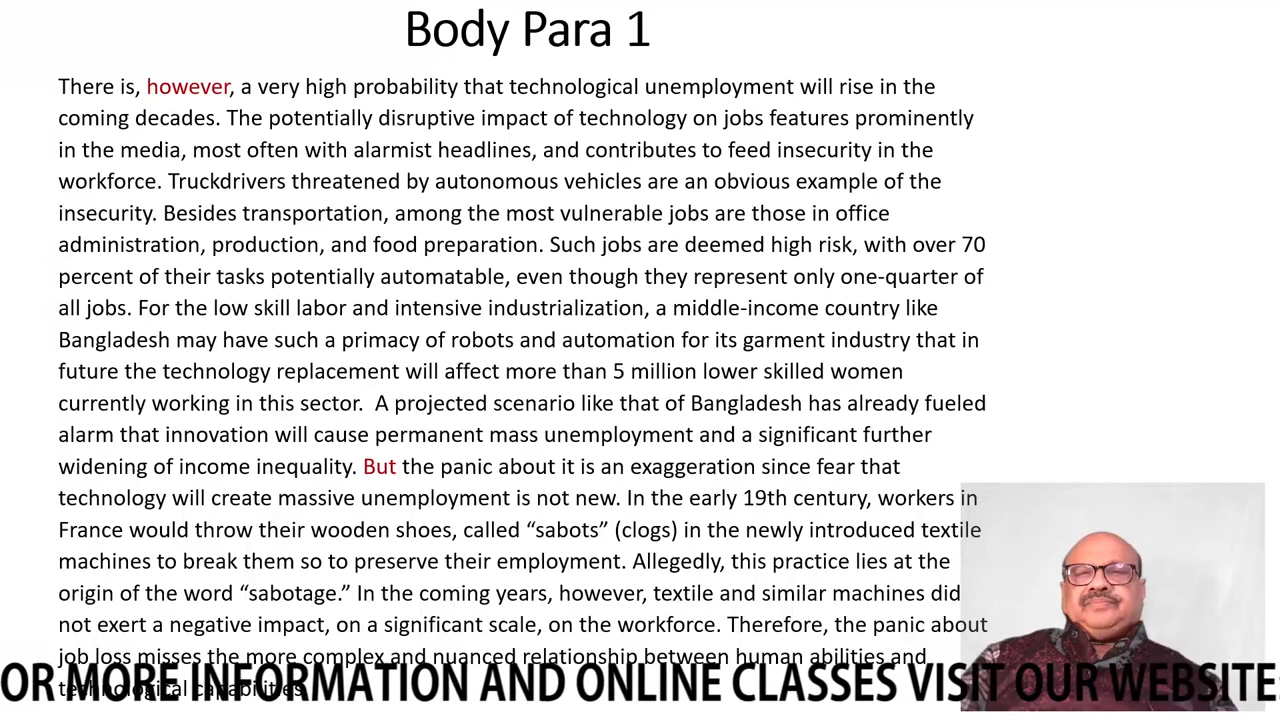 Body Para 1
There is, however, a very high probability that technological unemployment will rise in the
coming decades. The potentially disruptive impact of technology on jobs features prominently
in the media, most often with alarmist headlines, and contributes to feed insecurity in the
workforce. Truckdrivers threatened by autonomous vehicles are an obvious example of the
insecurity. Besides transportation, among the most vulnerable jobs are those in office
administration, production, and food preparation. Such jobs are deemed high risk, with over 70
percent of their tasks potentially automatable, even though they represent only one-quarter of
all jobs. For the low skill labor and intensive industrialization, a middle-income country like
Bangladesh may have such a primacy of robots and automation for its garment industry that in
future the technology replacement will affect more than 5 million lower skilled women
currently working in this sector.  A projected scenario like that of Bangladesh has already fueled
alarm that innovation will cause permanent mass unemployment and a significant further
widening of income inequality. But the panic about it is an exaggeration since fear that
technology will create massive unemployment is not new. In the early 19th century, workers in
France would throw their wooden shoes, called “sabots” (clogs) in the newly introduced textile
machines to break them so to preserve their employment. Allegedly, this practice lies at the
origin of the word “sabotage.” In the coming years, however, textile and similar machines did
not exert a negative impact, on a significant scale, on the workforce. Therefore, the panic about
job loss misses the more complex and nuanced relationship between human abilities and
technological capabilities.
OR MORE INFORMATION AND ONLINE CLASSES VISIT OUR WEBSITE